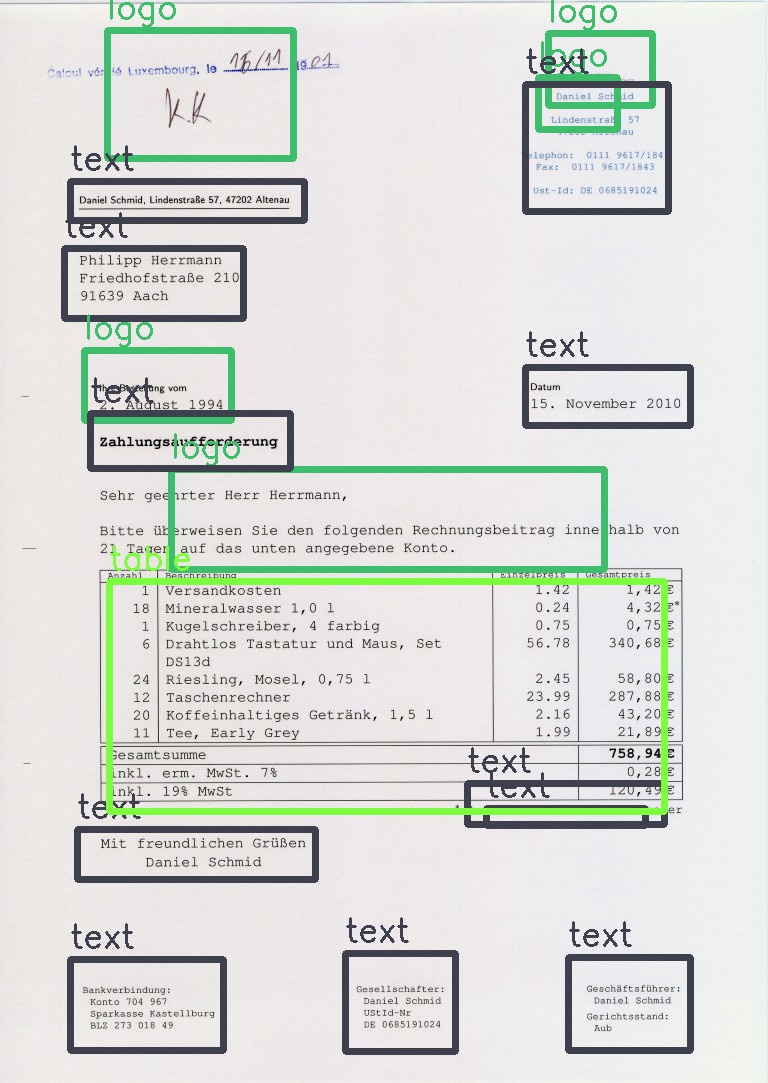 logo
logo
logo
Calcul vérifié Luxembourg, le 15/11 1901
K.K
text
Daniel Schmid
Lindenstraße 57
47202 Altenau
Telephon: 0111 9617/184
Fax: 0111 9617/1843
Ust-Id: DE 0685191024
text
Daniel Schmid, Lindenstraße 57, 47202 Altenau
text
Philipp Herrmann
Friedhofstraße 210
91639 Aach
logo
text
Ihre Bestellung vom
2. August 1994
text
Datum
15. November 2010
Zahlungsaufforderung
logo
Sehr geehrter Herr Herrmann,
Bitte überweisen Sie den folgenden Rechnungsbeitrag innerhalb von
21 Tagen auf das unten angegebene Konto.
table
Anzahl Beschreibung Einzelpreis Gesamtpreis
1 Versandkosten 1.42 1,42€
18 Mineralwasser 1,0 l 0.24 4,32€*
1 Kugelschreiber, 4 farbig 0.75 0,75€
6 Drahtlos Tastatur und Maus, Set 56.78 340,68€
DS13d
24 Riesling, Mosel, 0,75 l 2.45 58,80€
12 Taschenrechner 23.99 287,88€
20 Koffeinhaltiges Getränk, 1,5 l 2.16 43,20€
11 Tee, Early Grey 1.99 21,89€
Gesamtsumme 758,94€
inkl. erm. MwSt. 7% 0,28€
inkl. 19% MwSt 120,49€
text
text
text
Mit freundlichen Grüßen
Daniel Schmid
text
Bankverbindung:
Konto 704 967
Sparkasse Kastellburg
BLZ 273 018 49
text
Gesellschafter:
Daniel Schmid
UStId-Nr
DE 0685191024
text
Geschäftsführer:
Daniel Schmid
Gerichtsstand:
Aub